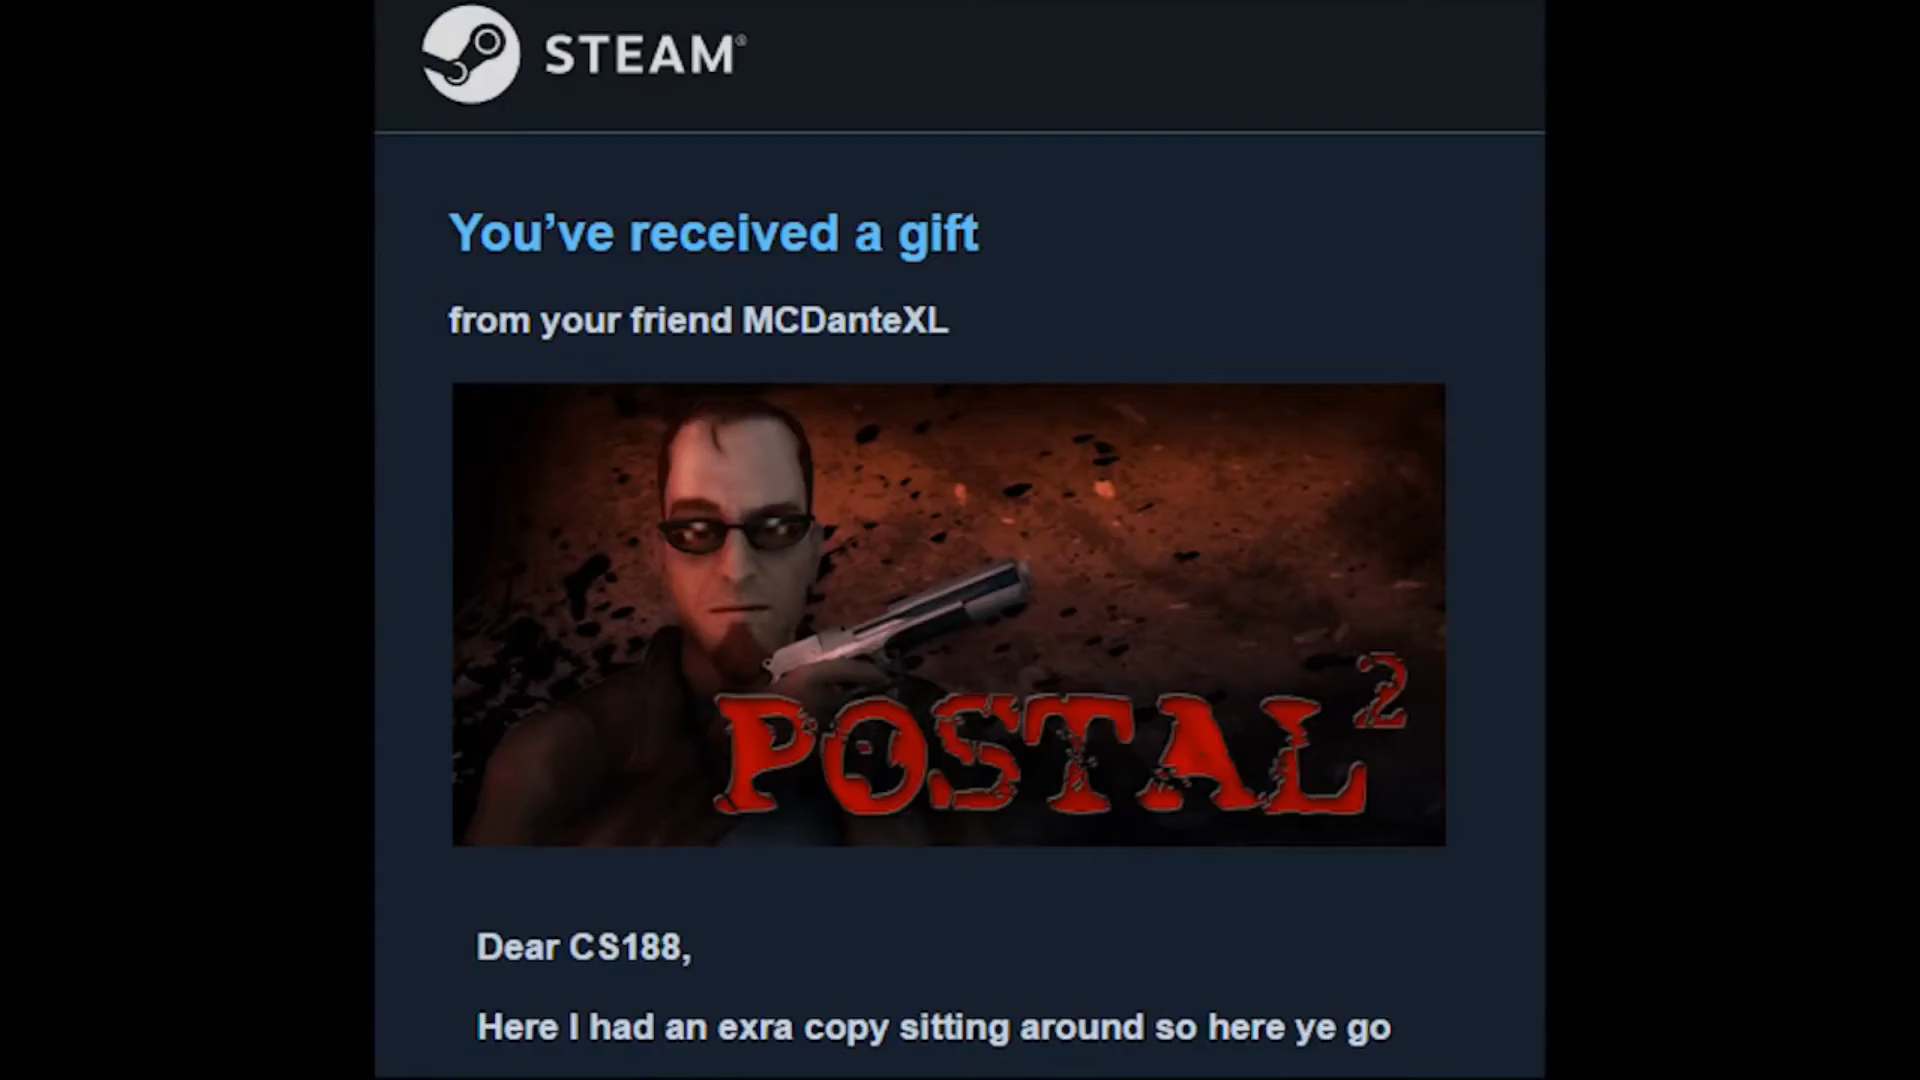 STEAM®
You’ve received a gift
from your friend MCDanteXL
POSTAL 2
Dear CS188,
Here I had an exra copy sitting around so here ye go